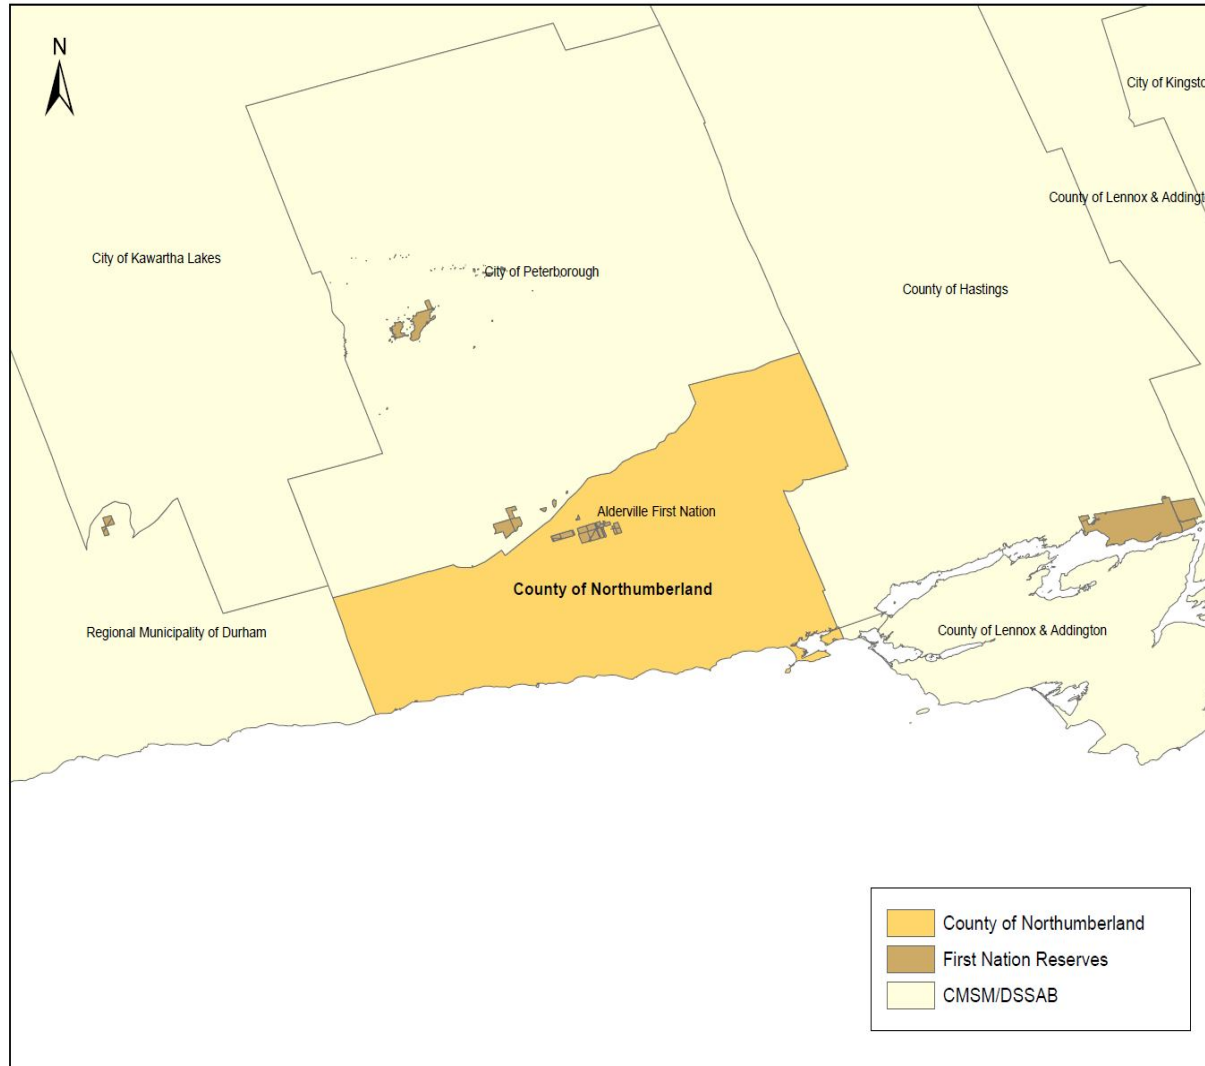 N
City of Kingsto
County of Lennox & Addingt
City of Kawartha Lakes
City of Peterborough
County of Hastings
Alderville First Nation
County of Northumberland
Regional Municipality of Durham
County of Lennox & Addington
County of Northumberland
First Nation Reserves
CMSM/DSSAB